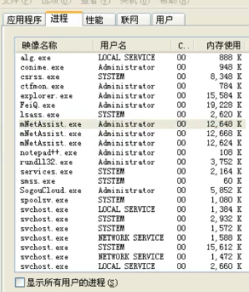 应用程序 进程 性能 联网 用户
映像名称 用户名 C.. 内存使用
alg.exe LOCAL SERVICE 00 888 K
conime.exe Administrator 00 948 K
csrss.exe SYSTEM 00 8,348 K
ctfmon.exe Administrator 00 784 K
explorer.exe Administrator 00 15,584 K
FeiQ.exe Administrator 00 19,228 K
lsass.exe SYSTEM 00 2,620 K
mNetAssist.exe Administrator 00 12,648 K
mNetAssist.exe Administrator 00 12,668 K
mNetAssist.exe Administrator 00 12,624 K
notepad++.exe Administrator 00 108 K
rundll32.exe Administrator 00 3,752 K
services.exe SYSTEM 00 2,164 K
smss.exe SYSTEM 00 60 K
SogouCloud.exe Administrator 00 5,852 K
spoolsv.exe SYSTEM 00 1,080 K
svchost.exe LOCAL SERVICE 00 1,384 K
svchost.exe SYSTEM 00 2,932 K
svchost.exe SYSTEM 00 1,572 K
svchost.exe NETWORK SERVICE 00 1,588 K
svchost.exe SYSTEM 00 15,612 K
svchost.exe NETWORK SERVICE 00 1,472 K
svchost.exe LOCAL SERVICE 00 2,660 K
显示所有用户的进程(S)